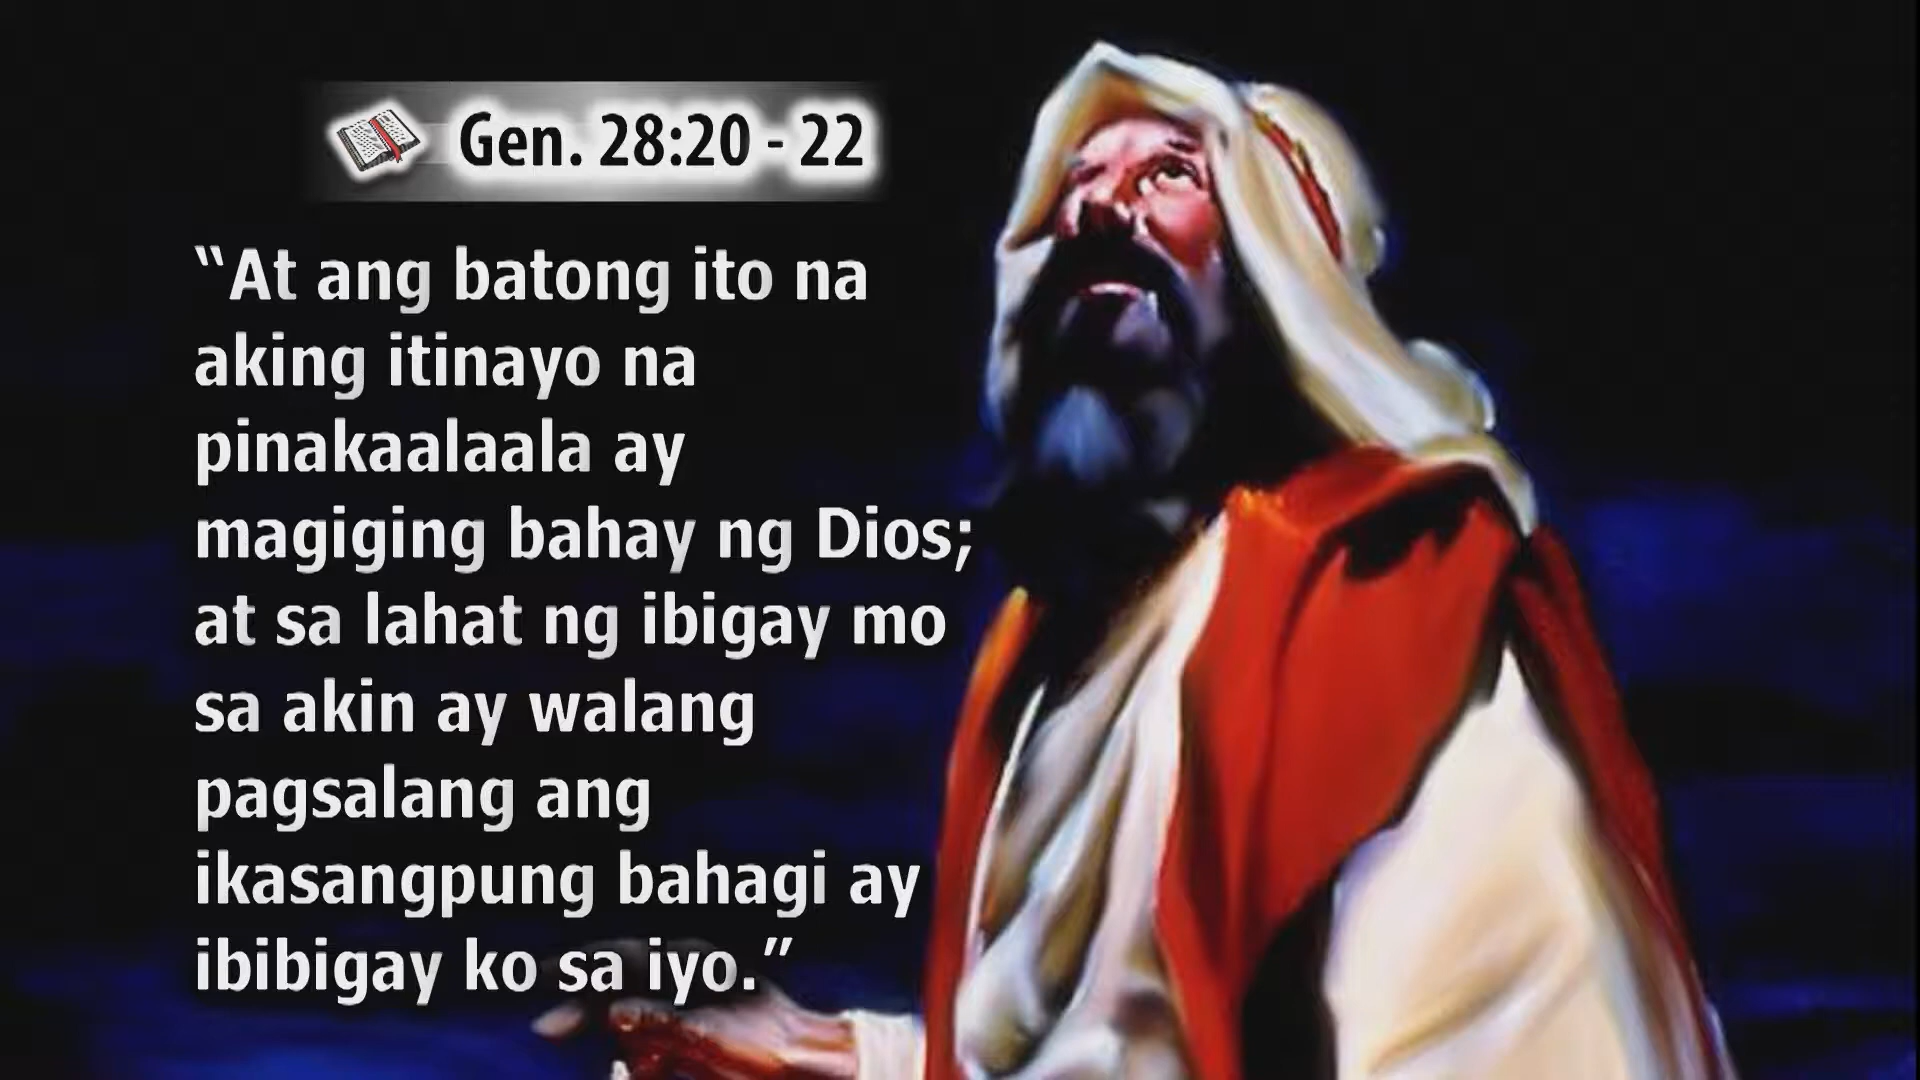 Gen. 28:20 - 22
“At ang batong ito na
aking itinayo na
pinakaalaala ay
magiging bahay ng Dios;
at sa lahat ng ibigay mo
sa akin ay walang
pagsalang ang
ikasangpung bahagi ay
ibibigay ko sa iyo.”